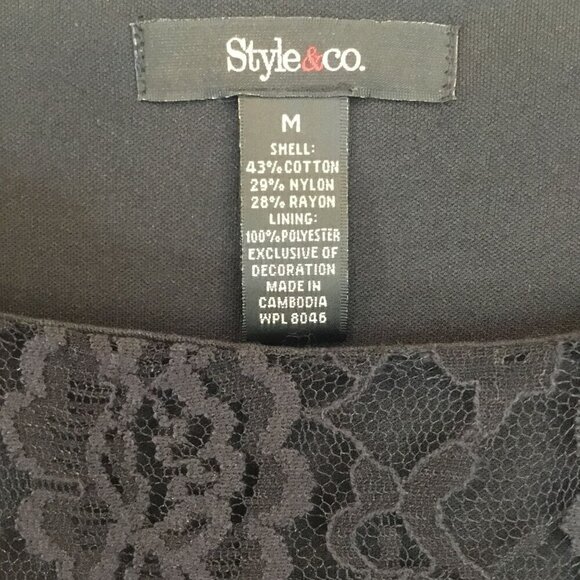 Style&co.
M
SHELL:
43% COTTON
29% NYLON
28% RAYON
LINING:
100% POLYESTER
EXCLUSIVE OF
DECORATION
MADE IN
CAMBODIA
WPL 8046